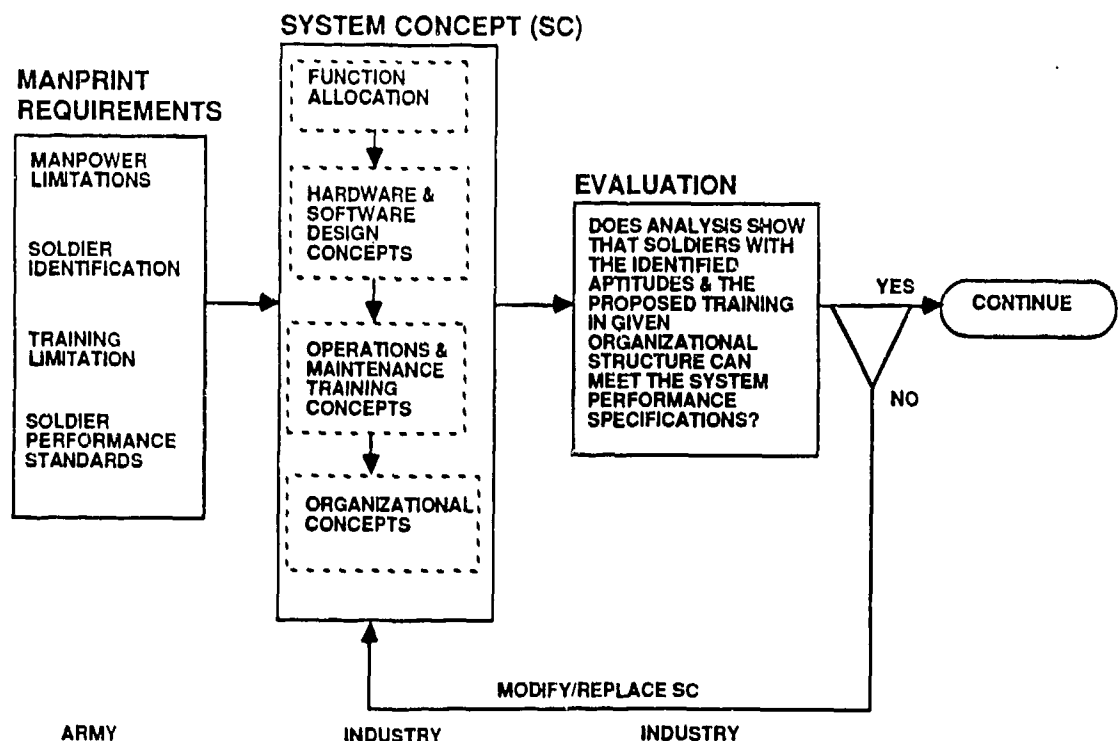 SYSTEM CONCEPT (SC)
MANPRINT
REQUIREMENTS
MANPOWER
LIMITATIONS
SOLDIER
IDENTIFICATION
TRAINING
LIMITATION
SOLDIER
PERFORMANCE
STANDARDS
FUNCTION
ALLOCATION
HARDWARE &
SOFTWARE
DESIGN
CONCEPTS
OPERATIONS &
MAINTENANCE
TRAINING
CONCEPTS
ORGANIZATIONAL
CONCEPTS
EVALUATION
DOES ANALYSIS SHOW
THAT SOLDIERS WITH
THE IDENTIFIED
APTITUDES & THE
PROPOSED TRAINING
IN GIVEN
ORGANIZATIONAL
STRUCTURE CAN
MEET THE SYSTEM
PERFORMANCE
SPECIFICATIONS?
YES
CONTINUE
NO
MODIFY/REPLACE SC
ARMY
INDUSTRY
INDUSTRY